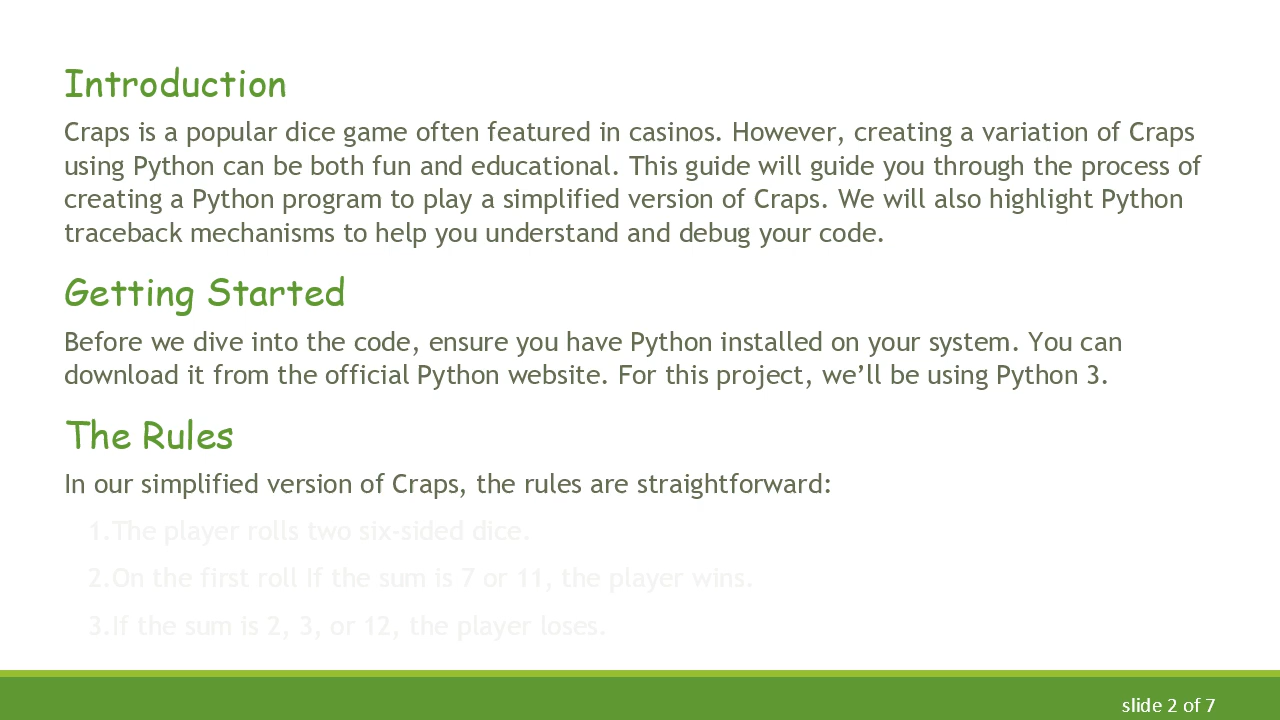 Introduction
Craps is a popular dice game often featured in casinos. However, creating a variation of Craps
using Python can be both fun and educational. This guide will guide you through the process of
creating a Python program to play a simplified version of Craps. We will also highlight Python
traceback mechanisms to help you understand and debug your code.
Getting Started
Before we dive into the code, ensure you have Python installed on your system. You can
download it from the official Python website. For this project, we’ll be using Python 3.
The Rules
In our simplified version of Craps, the rules are straightforward:
1.The player rolls two six-sided dice.
2.On the first roll If the sum is 7 or 11, the player wins.
3.If the sum is 2, 3, or 12, the player loses.
slide 2 of 7